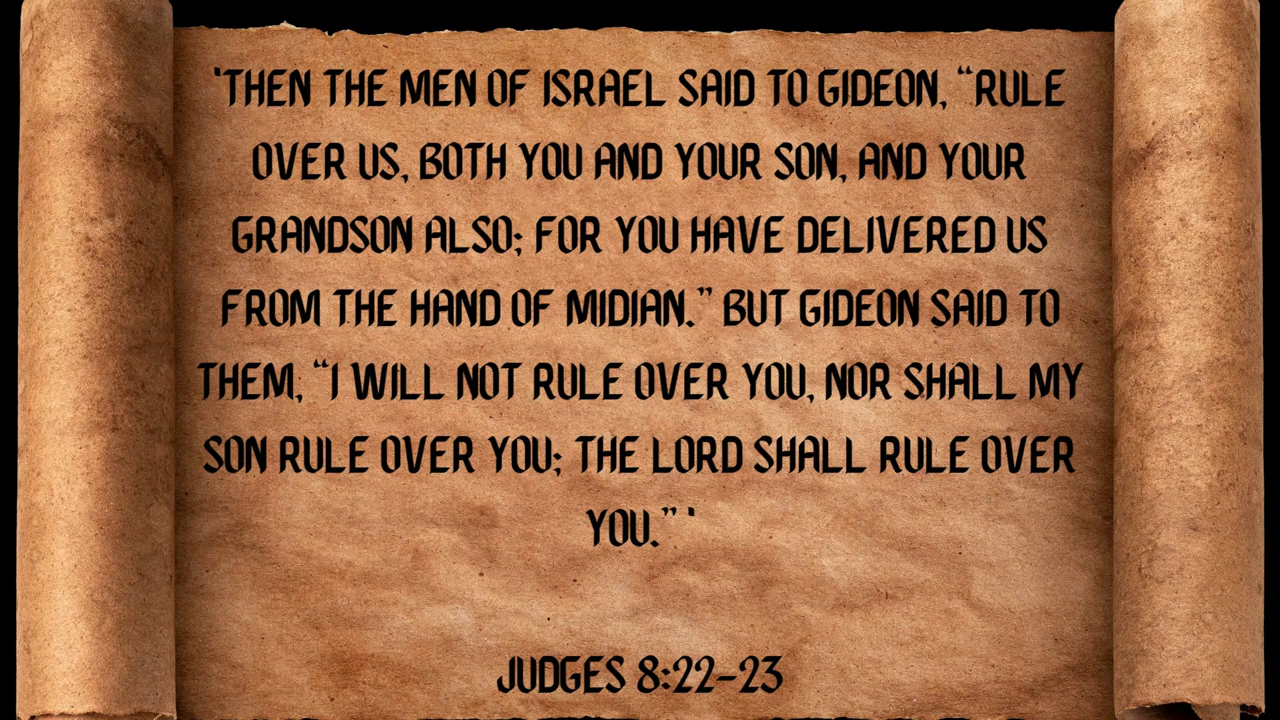 'THEN THE MEN OF ISRAEL SAID TO GIDEON, “RULE
OVER US, BOTH YOU AND YOUR SON, AND YOUR
GRANDSON ALSO; FOR YOU HAVE DELIVERED US
FROM THE HAND OF MIDIAN.” BUT GIDEON SAID TO
THEM, “I WILL NOT RULE OVER YOU, NOR SHALL MY
SON RULE OVER YOU; THE LORD SHALL RULE OVER
YOU.” '
JUDGES 8:22-23